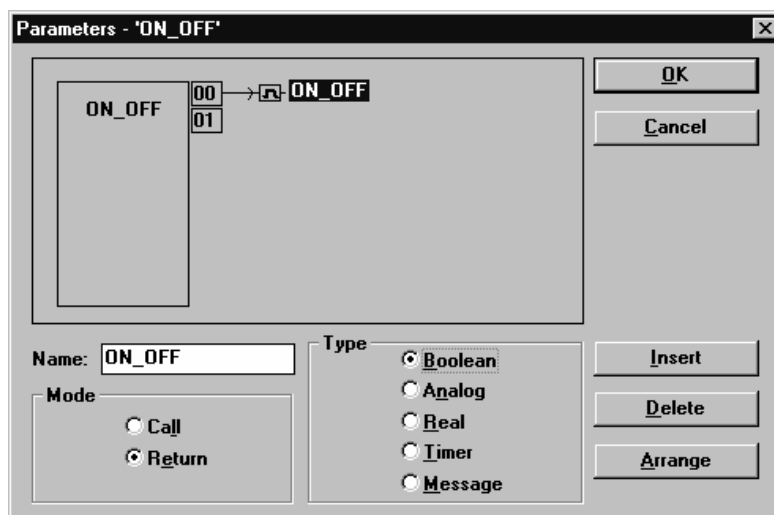 Parameters - 'ON_OFF'
ON_OFF
00
ON_OFF
01
OK
Cancel
Name: ON_OFF
Mode
Call
Return
Type
Boolean
Analog
Real
Timer
Message
Insert
Delete
Arrange